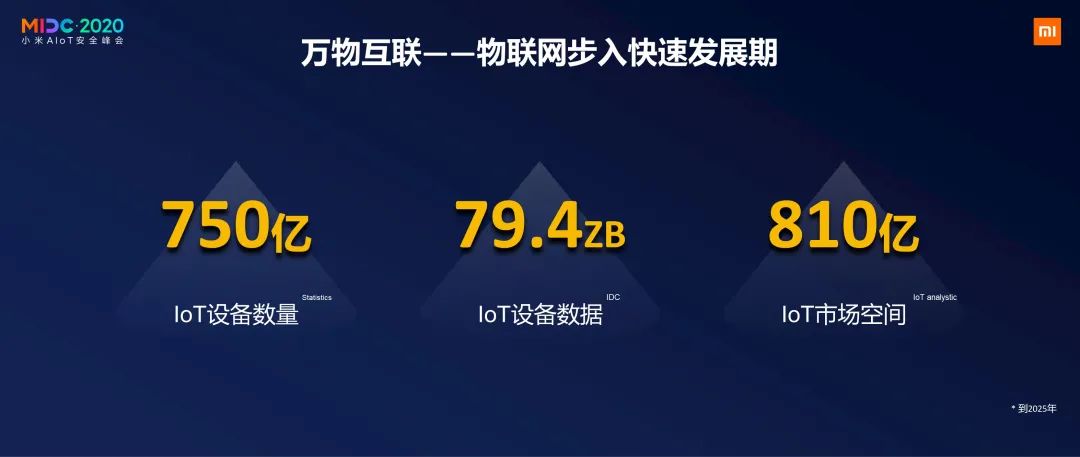 MIDC·2020
小米AIoT安全峰会
万物互联——物联网步入快速发展期
750亿
79.4ZB
810亿
IoT设备数量 Statistics
IoT设备数据 IDC
IoT市场空间 IoT analystic
* 到2025年